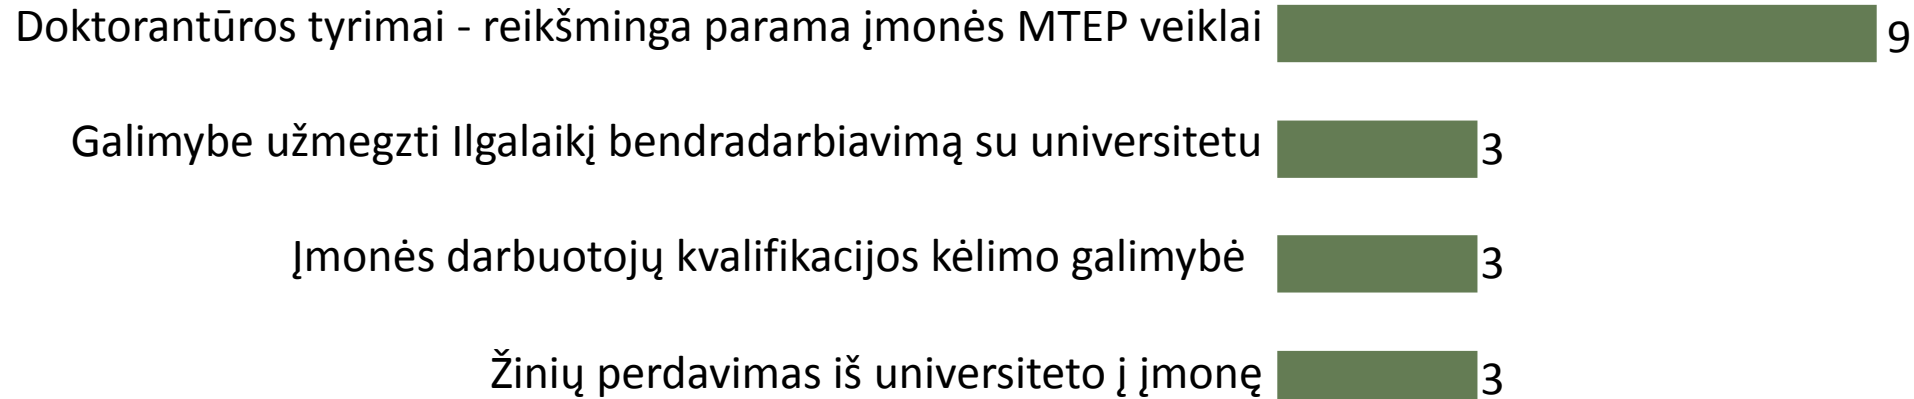 Doktorantūros tyrimai - reikšminga parama įmonės MTEP veiklai 9
Galimybe užmegzti Ilgalaikį bendradarbiavimą su universitetu 3
Įmonės darbuotojų kvalifikacijos kėlimo galimybė 3
Žinių perdavimas iš universiteto į įmonę 3